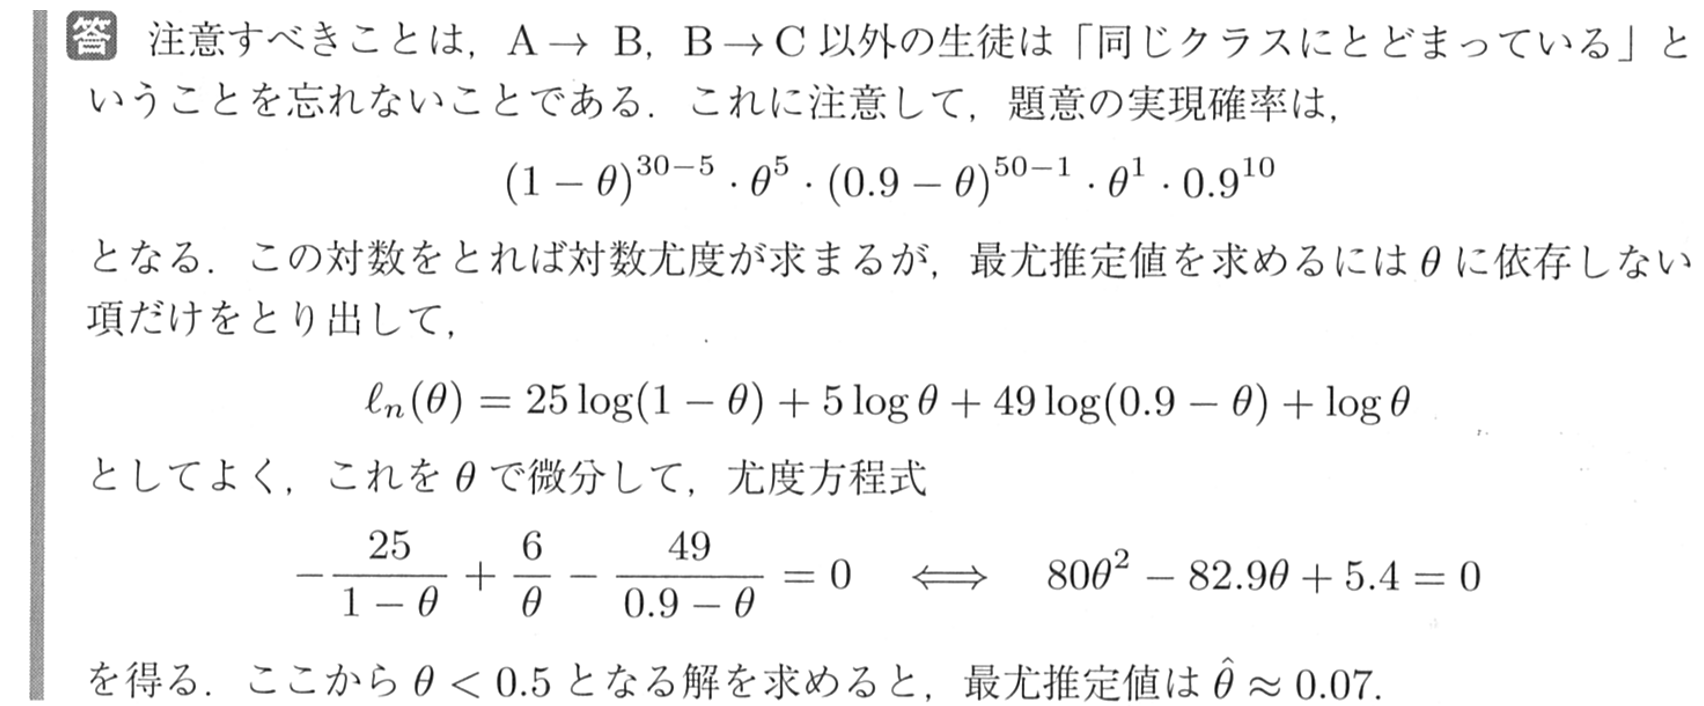 答 注意すべきことは，A → B，B → C 以外の生徒は「同じクラスにとどまっている」と
いうことを忘れないことである．これに注意して，題意の実現確率は，
(1 − θ)^{30−5} · θ^5 · (0.9 − θ)^{50−1} · θ^1 · 0.9^{10}
となる．この対数をとれば対数尤度が求まるが，最尤推定値を求めるには θ に依存しない
項だけをとり出して，
ℓ_n(θ) = 25 log(1 − θ) + 5 log θ + 49 log(0.9 − θ) + log θ
としてよく，これを θ で微分して，尤度方程式
−\frac{25}{1 − θ} + \frac{6}{θ} − \frac{49}{0.9 − θ} = 0 ⟺ 80θ^2 − 82.9θ + 5.4 = 0
を得る．ここから θ < 0.5 となる解を求めると，最尤推定値は \hat{θ} ≈ 0.07．